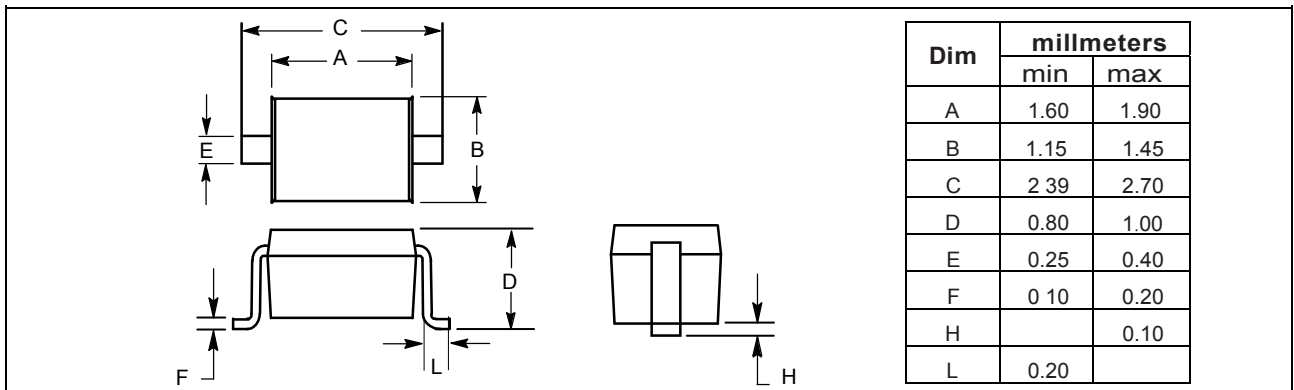 C
A
E
B
D
F
L
H
Dim millmeters
min max
A 1.60 1.90
B 1.15 1.45
C 2 39 2.70
D 0.80 1.00
E 0.25 0.40
F 0 10 0.20
H 0.10
L 0.20